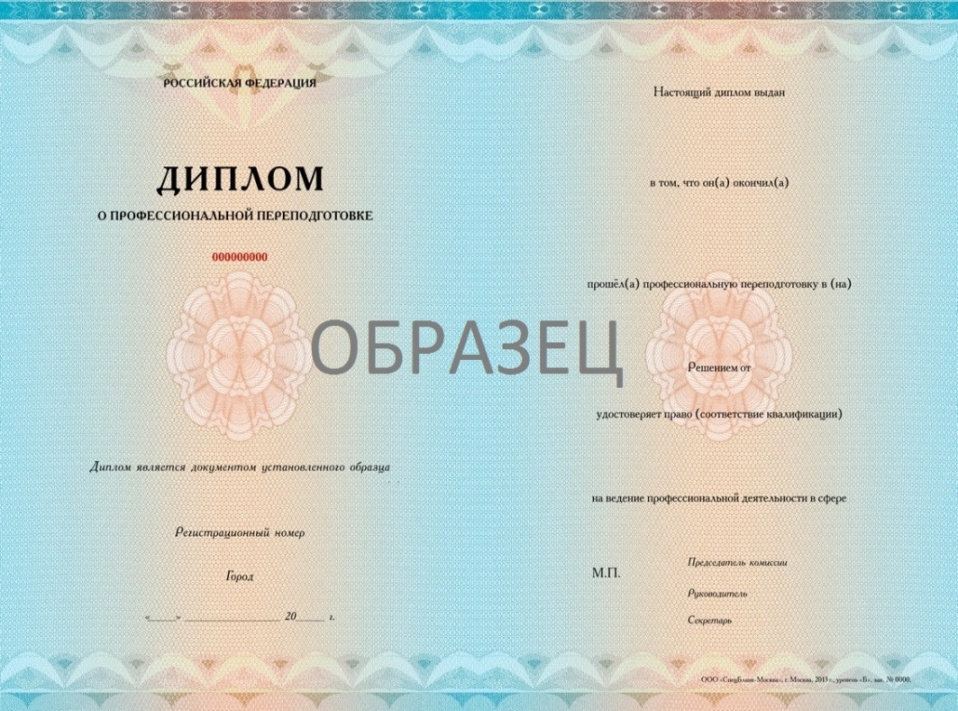 РОССИЙСКАЯ ФЕДЕРАЦИЯ
ДИПЛОМ
О ПРОФЕССИОНАЛЬНОЙ ПЕРЕПОДГОТОВКЕ
000000000
ОБРАЗЕЦ
Диплом является документом установленного образца
Регистрационный номер
Город
«_____» ________________ 20_____ г.
Настоящий диплом выдан
в том, что он(а) окончил(а)
прошёл(а) профессиональную переподготовку в (на)
Решением от
удостоверяет право (соответствие квалификации)
на ведение профессиональной деятельности в сфере
Председатель комиссии
М.П.
Руководитель
Секретарь
ООО «СпецБланк-Москва», г. Москва, 2013 г., уровень «В», зак. № 0000.